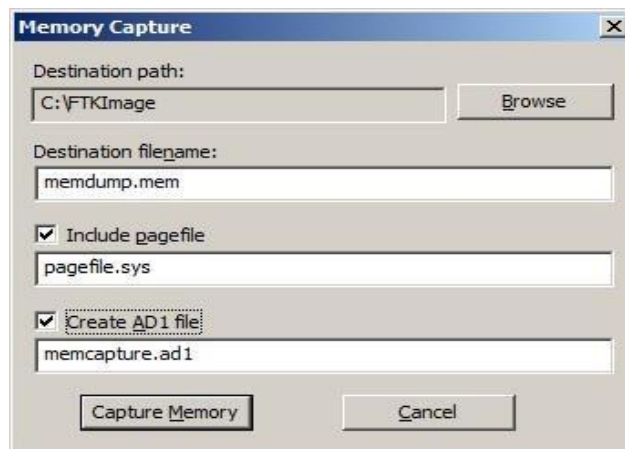 Memory Capture
Destination path:
C:\FTKImage
Browse
Destination filename:
memdump.mem
Include pagefile
pagefile.sys
Create AD1 file
memcapture.ad1
Capture Memory
Cancel